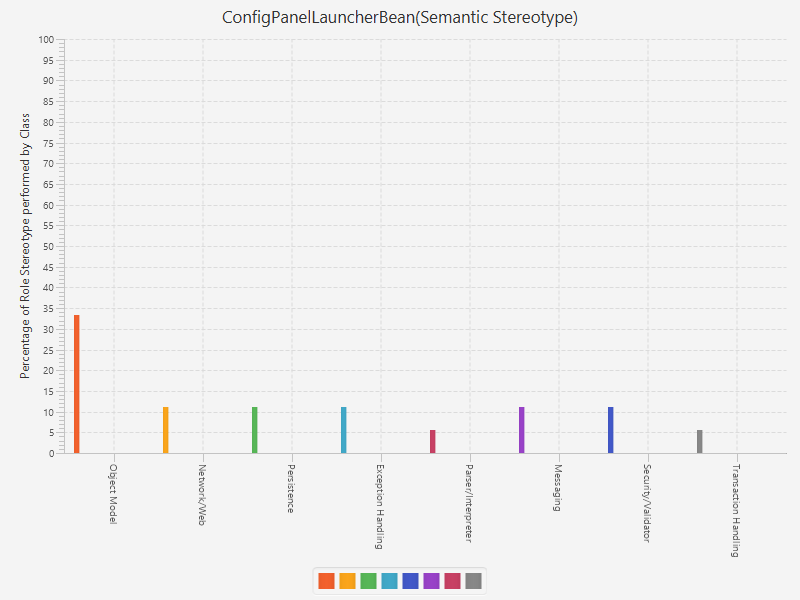 ConfigPanelLauncherBean(Semantic Stereotype)
Percentage of Role Stereotype performed by Class
100
95
90
85
80
75
70
65
60
55
50
45
40
35
30
25
20
15
10
5
0
Object Model
Network/Web
Persistence
Exception Handling
Parser/Interpreter
Messaging
Security/Validator
Transaction Handling